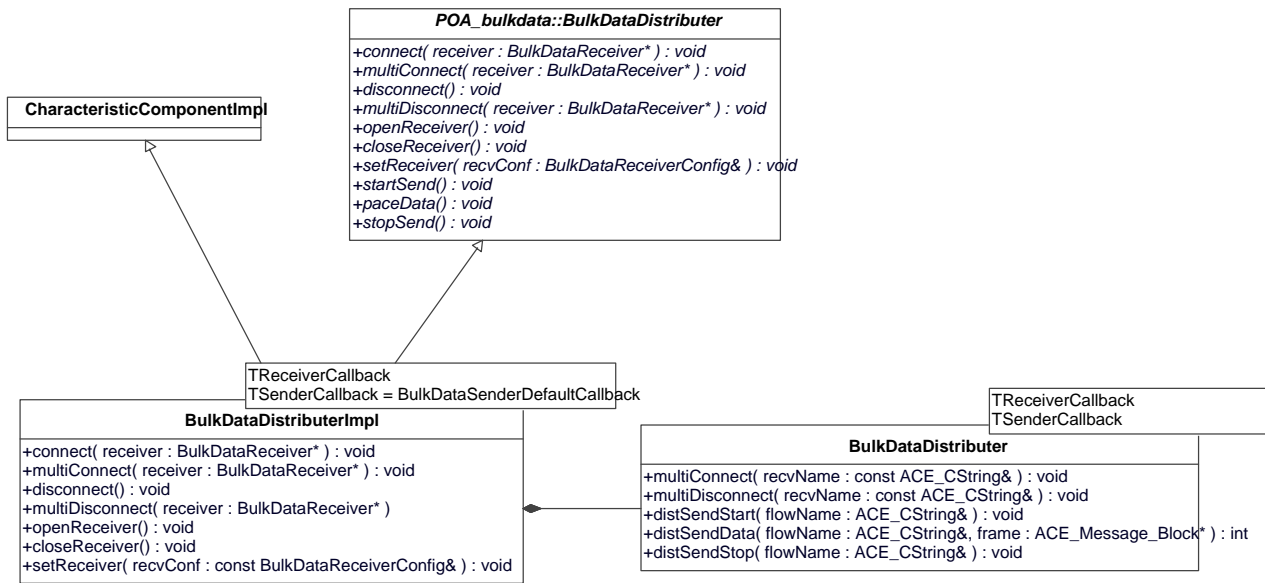 POA_bulkdata::BulkDataDistributer
+connect( receiver : BulkDataReceiver* ) : void
+multiConnect( receiver : BulkDataReceiver* ) : void
+disconnect() : void
+multiDisconnect( receiver : BulkDataReceiver* ) : void
+openReceiver() : void
+closeReceiver() : void
+setReceiver( recvConf : BulkDataReceiverConfig& ) : void
+startSend() : void
+paceData() : void
+stopSend() : void
CharacteristicComponentImpl
TReceiverCallback
TSenderCallback = BulkDataSenderDefaultCallback
BulkDataDistributerImpl
+connect( receiver : BulkDataReceiver* ) : void
+multiConnect( receiver : BulkDataReceiver* ) : void
+disconnect() : void
+multiDisconnect( receiver : BulkDataReceiver* )
+openReceiver() : void
+closeReceiver() : void
+setReceiver( recvConf : const BulkDataReceiverConfig& ) : void
TReceiverCallback
TSenderCallback
BulkDataDistributer
+multiConnect( recvName : const ACE_CString& ) : void
+multiDisconnect( recvName : const ACE_CString& ) : void
+distSendStart( flowName : ACE_CString& ) : void
+distSendData( flowName : ACE_CString&, frame : ACE_Message_Block* ) : int
+distSendStop( flowName : ACE_CString& ) : void